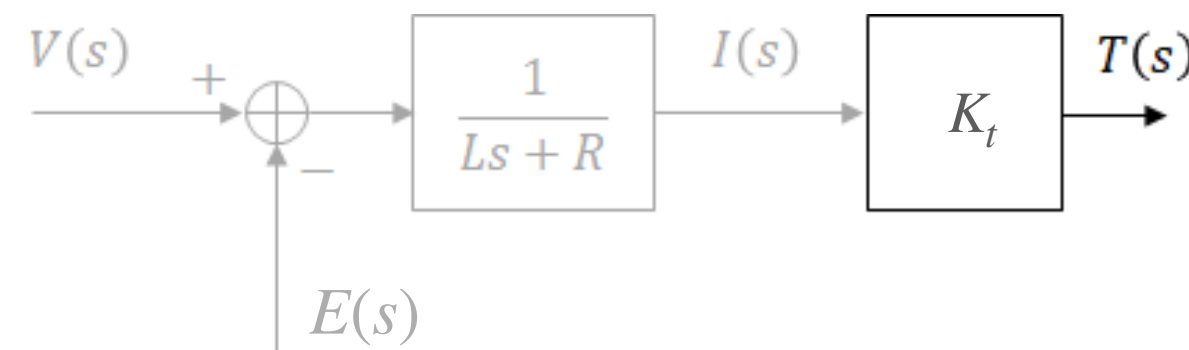 V(s)
+
−
1
Ls + R
I(s)
K_t
T(s)
E(s)